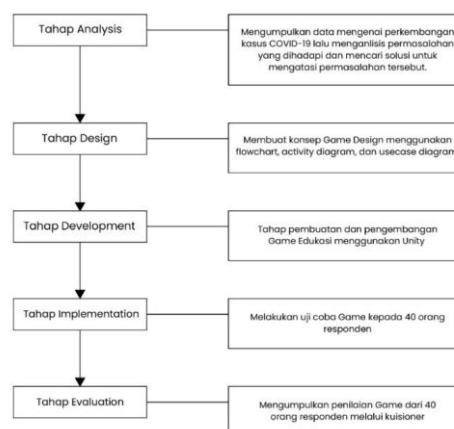 Tahap Analysis
Mengumpulkan data mengenai perkembangan
kasus COVID-19 lalu menganlisis permasalahan
yang dihadapi dan mencari solusi untuk
mengatasi permasalahan tersebut.
Tahap Design
Membuat konsep Game Design menggunakan
flowchart, activity diagram, dan usecase diagram
Tahap Development
Tahap pembuatan dan pengembangan
Game Edukasi menggunakan Unity
Tahap Implementation
Melakukan uji coba Game kepada 40 orang
responden
Tahap Evaluation
Mengumpulkan penilaian Game dari 40
orang responden melalui kuisioner